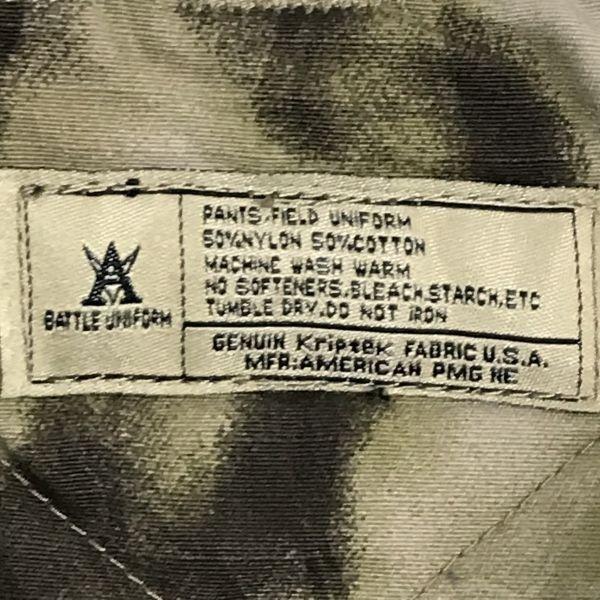 BATTLE UNIFORM
PANTS,FIELD UNIFORM
50%NYLON 50%COTTON
MACHINE WASH WARM
NO SOFTENERS,BLEACH,STARCH,ETC
TUMBLE DRY,DO NOT IRON
GENUIN Kriptek FABRIC U.S.A.
MFR:AMERICAN PMG NE